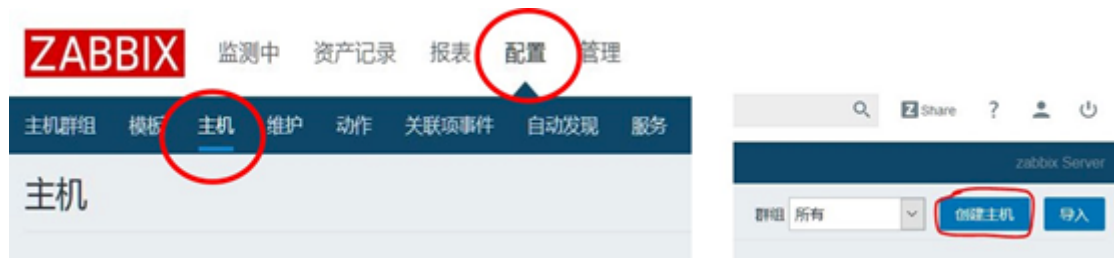 ZABBIX 监测中 资产记录 报表 配置 管理
主机群组 模板 主机 维护 动作 关联项事件 自动发现 服务
主机
Z Share ?
zabbix Server
群组 所有 创建主机 导入